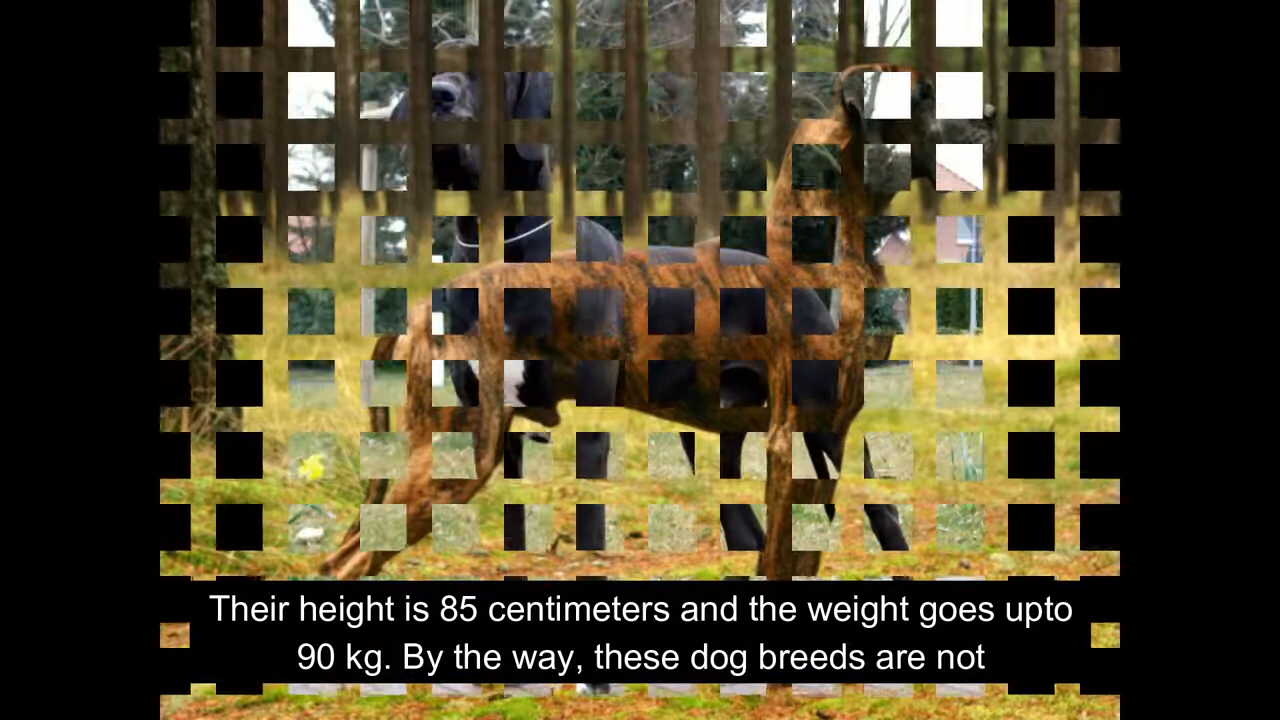 Their height is 85 centimeters and the weight goes upto
90 kg. By the way, these dog breeds are not